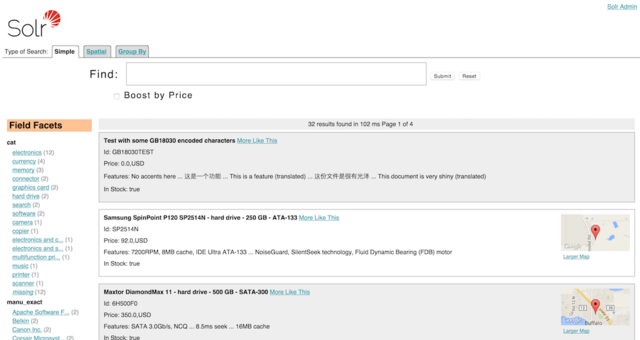 Solr Admin
Solr
Type of Search: Simple Spatial Group By
Find: Submit Reset
Boost by Price
Field Facets
cat
electronics (12)
currency (4)
memory (3)
connector (2)
graphics card (2)
hard drive (2)
search (2)
software (2)
camera (1)
copier (1)
electronics and c... (1)
electronics and s... (1)
multifunction pri... (1)
music (1)
printer (1)
scanner (1)
missing (12)
manu_exact
Apache Software F... (2)
Belkin (2)
Canon Inc. (2)
Corsair Microsyst... (2)
32 results found in 102 ms Page 1 of 4
Test with some GB18030 encoded characters More Like This
Id: GB18030TEST
Price: 0.0,USD
Features: No accents here ... 这是一个功能 ... This is a feature (translated) ... 这份文件是很有光泽 ... This document is very shiny (translated)
In Stock: true
Samsung SpinPoint P120 SP2514N - hard drive - 250 GB - ATA-133 More Like This
Id: SP2514N
Price: 92.0,USD
Features: 7200RPM, 8MB cache, IDE Ultra ATA-133 ... NoiseGuard, SilentSeek technology, Fluid Dynamic Bearing (FDB) motor
In Stock: true
Google
Larger Map
Maxtor DiamondMax 11 - hard drive - 500 GB - SATA-300 More Like This
Id: 6H500F0
Price: 350.0,USD
Features: SATA 3.0Gb/s, NCQ ... 8.5ms seek ... 16MB cache
In Stock: true
buffalo
Larger Map